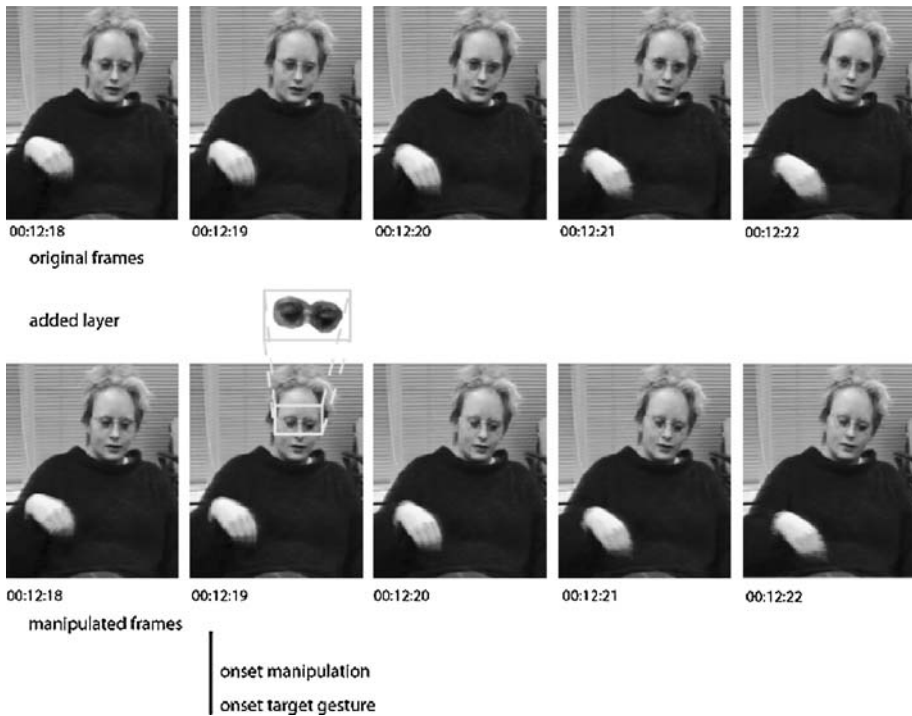 00:12:18 00:12:19 00:12:20 00:12:21 00:12:22
original frames
added layer
00:12:18 00:12:19 00:12:20 00:12:21 00:12:22
manipulated frames
onset manipulation
onset target gesture